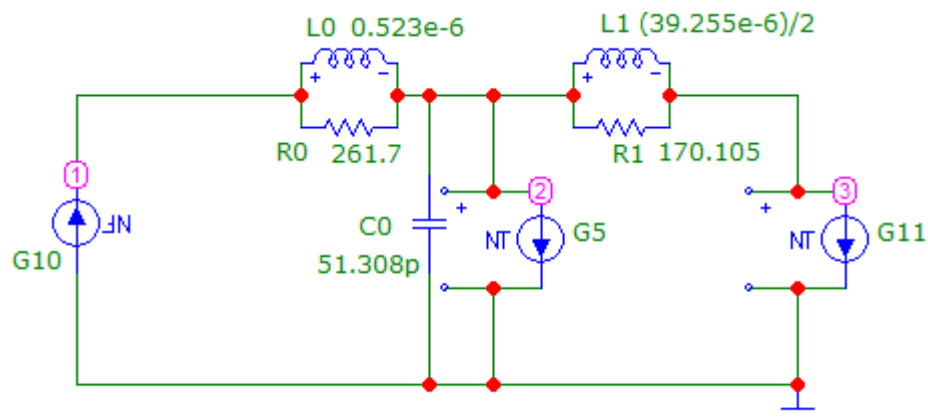 L0 0.523e-6
L1 (39.255e-6)/2
+
−
+
−
R0 261.7
R1 170.105
1
2
3
NF
G10
C0
51.308p
+
NT
G5
+
NT
G11